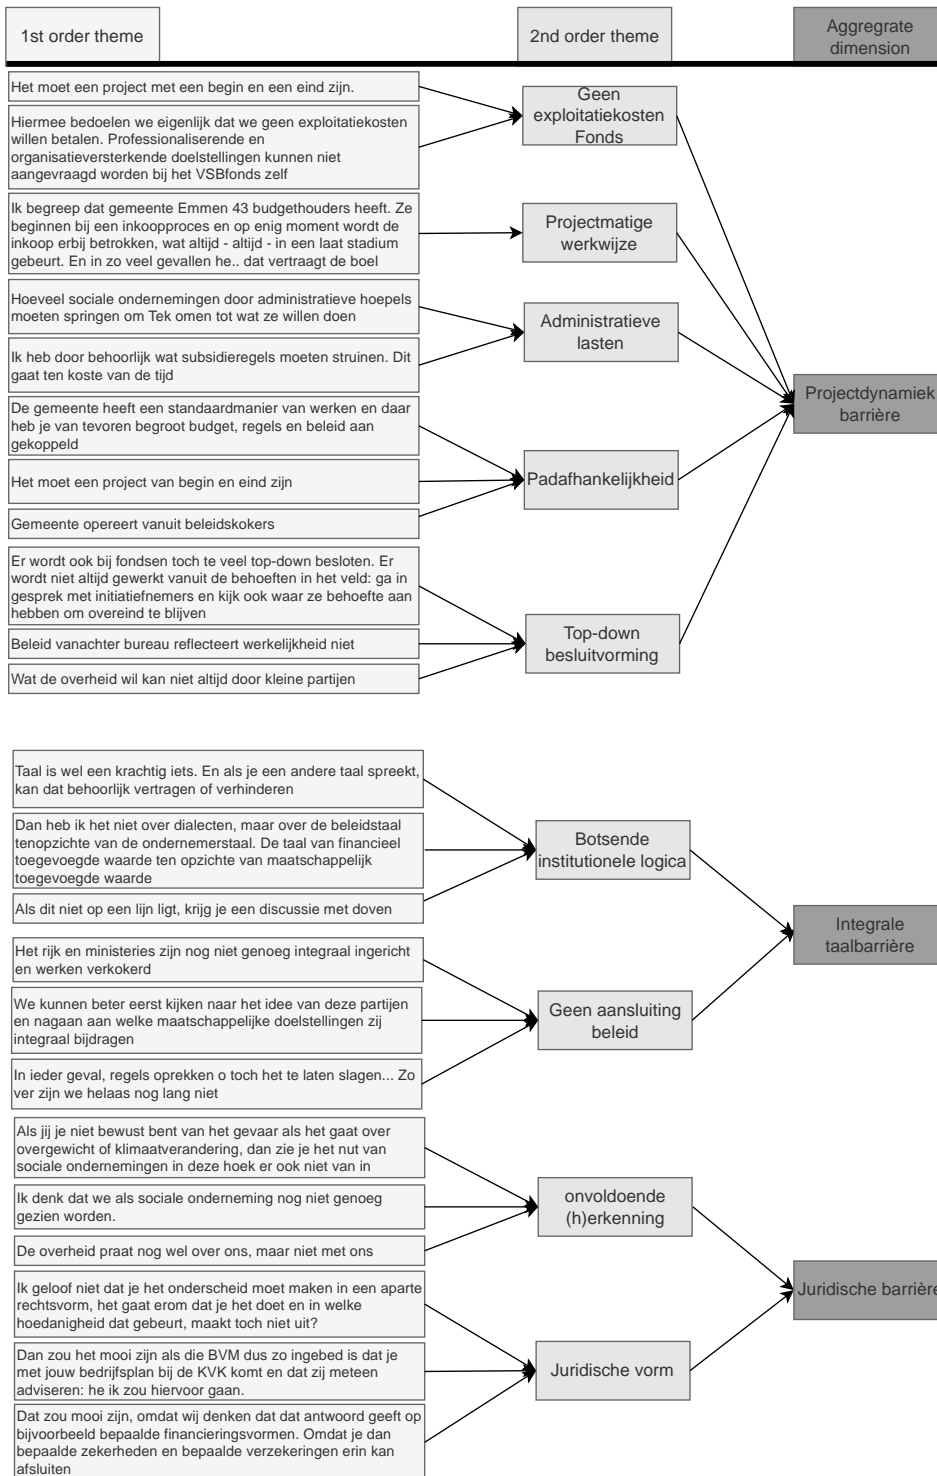 1st order theme
2nd order theme
Aggregrate
dimension
Het moet een project met een begin en een eind zijn.
Hiermee bedoelen we eigenlijk dat we geen exploitatiekosten
willen betalen. Professionaliserende en
organisatieversterkende doelstellingen kunnen niet
aangevraagd worden bij het VSBfonds zelf
Geen
exploitatiekosten
Fonds
Ik begreep dat gemeente Emmen 43 budgethouders heeft. Ze
beginnen bij een inkoopproces en op enig moment wordt de
inkoop erbij betrokken, wat altijd - altijd - in een laat stadium
gebeurt. En in zo veel gevallen he.. dat vertraagt de boel
Projectmatige
werkwijze
Hoeveel sociale ondernemingen door administratieve hoepels
moeten springen om Tek omen tot wat ze willen doen
Ik heb door behoorlijk wat subsidieregels moeten struinen. Dit
gaat ten koste van de tijd
Administratieve
lasten
De gemeente heeft een standaardmanier van werken en daar
heb je van tevoren begroot budget, regels en beleid aan
gekoppeld
Het moet een project van begin en eind zijn
Gemeente opereert vanuit beleidskokers
Padafhankelijkheid
Er wordt ook bij fondsen toch te veel top-down besloten. Er
wordt niet altijd gewerkt vanuit de behoeften in het veld: ga in
gesprek met initiatiefnemers en kijk ook waar ze behoefte aan
hebben om overeind te blijven
Beleid vanachter bureau reflecteert werkelijkheid niet
Wat de overheid wil kan niet altijd door kleine partijen
Top-down
besluitvorming
Projectdynamiek
barrière
Taal is wel een krachtig iets. En als je een andere taal spreekt,
kan dat behoorlijk vertragen of verhinderen
Dan heb ik het niet over dialecten, maar over de beleidstaal
tenopzichte van de ondernemerstaal. De taal van financieel
toegevoegde waarde ten opzichte van maatschappelijk
toegevoegde waarde
Als dit niet op een lijn ligt, krijg je een discussie met doven
Botsende
institutionele logica
Het rijk en ministeries zijn nog niet genoeg integraal ingericht
en werken verkokerd
We kunnen beter eerst kijken naar het idee van deze partijen
en nagaan aan welke maatschappelijke doelstellingen zij
integraal bijdragen
In ieder geval, regels oprekken o toch het te laten slagen... Zo
ver zijn we helaas nog lang niet
Geen aansluiting
beleid
Integrale
taalbarrière
Als jij je niet bewust bent van het gevaar als het gaat over
overgewicht of klimaatverandering, dan zie je het nut van
sociale ondernemingen in deze hoek er ook niet van in
Ik denk dat we als sociale onderneming nog niet genoeg
gezien worden.
De overheid praat nog wel over ons, maar niet met ons
onvoldoende
(h)erkenning
Ik geloof niet dat je het onderscheid moet maken in een aparte
rechtsvorm, het gaat erom dat je het doet en in welke
hoedanigheid dat gebeurt, maakt toch niet uit?
Dan zou het mooi zijn als die BVM dus zo ingebed is dat je
met jouw bedrijfsplan bij de KVK komt en dat zij meteen
adviseren: he ik zou hiervoor gaan.
Dat zou mooi zijn, omdat wij denken dat dat antwoord geeft op
bijvoorbeeld bepaalde financieringsvormen. Omdat je dan
bepaalde zekerheden en bepaalde verzekeringen erin kan
afsluiten
Juridische vorm
Juridische barrière